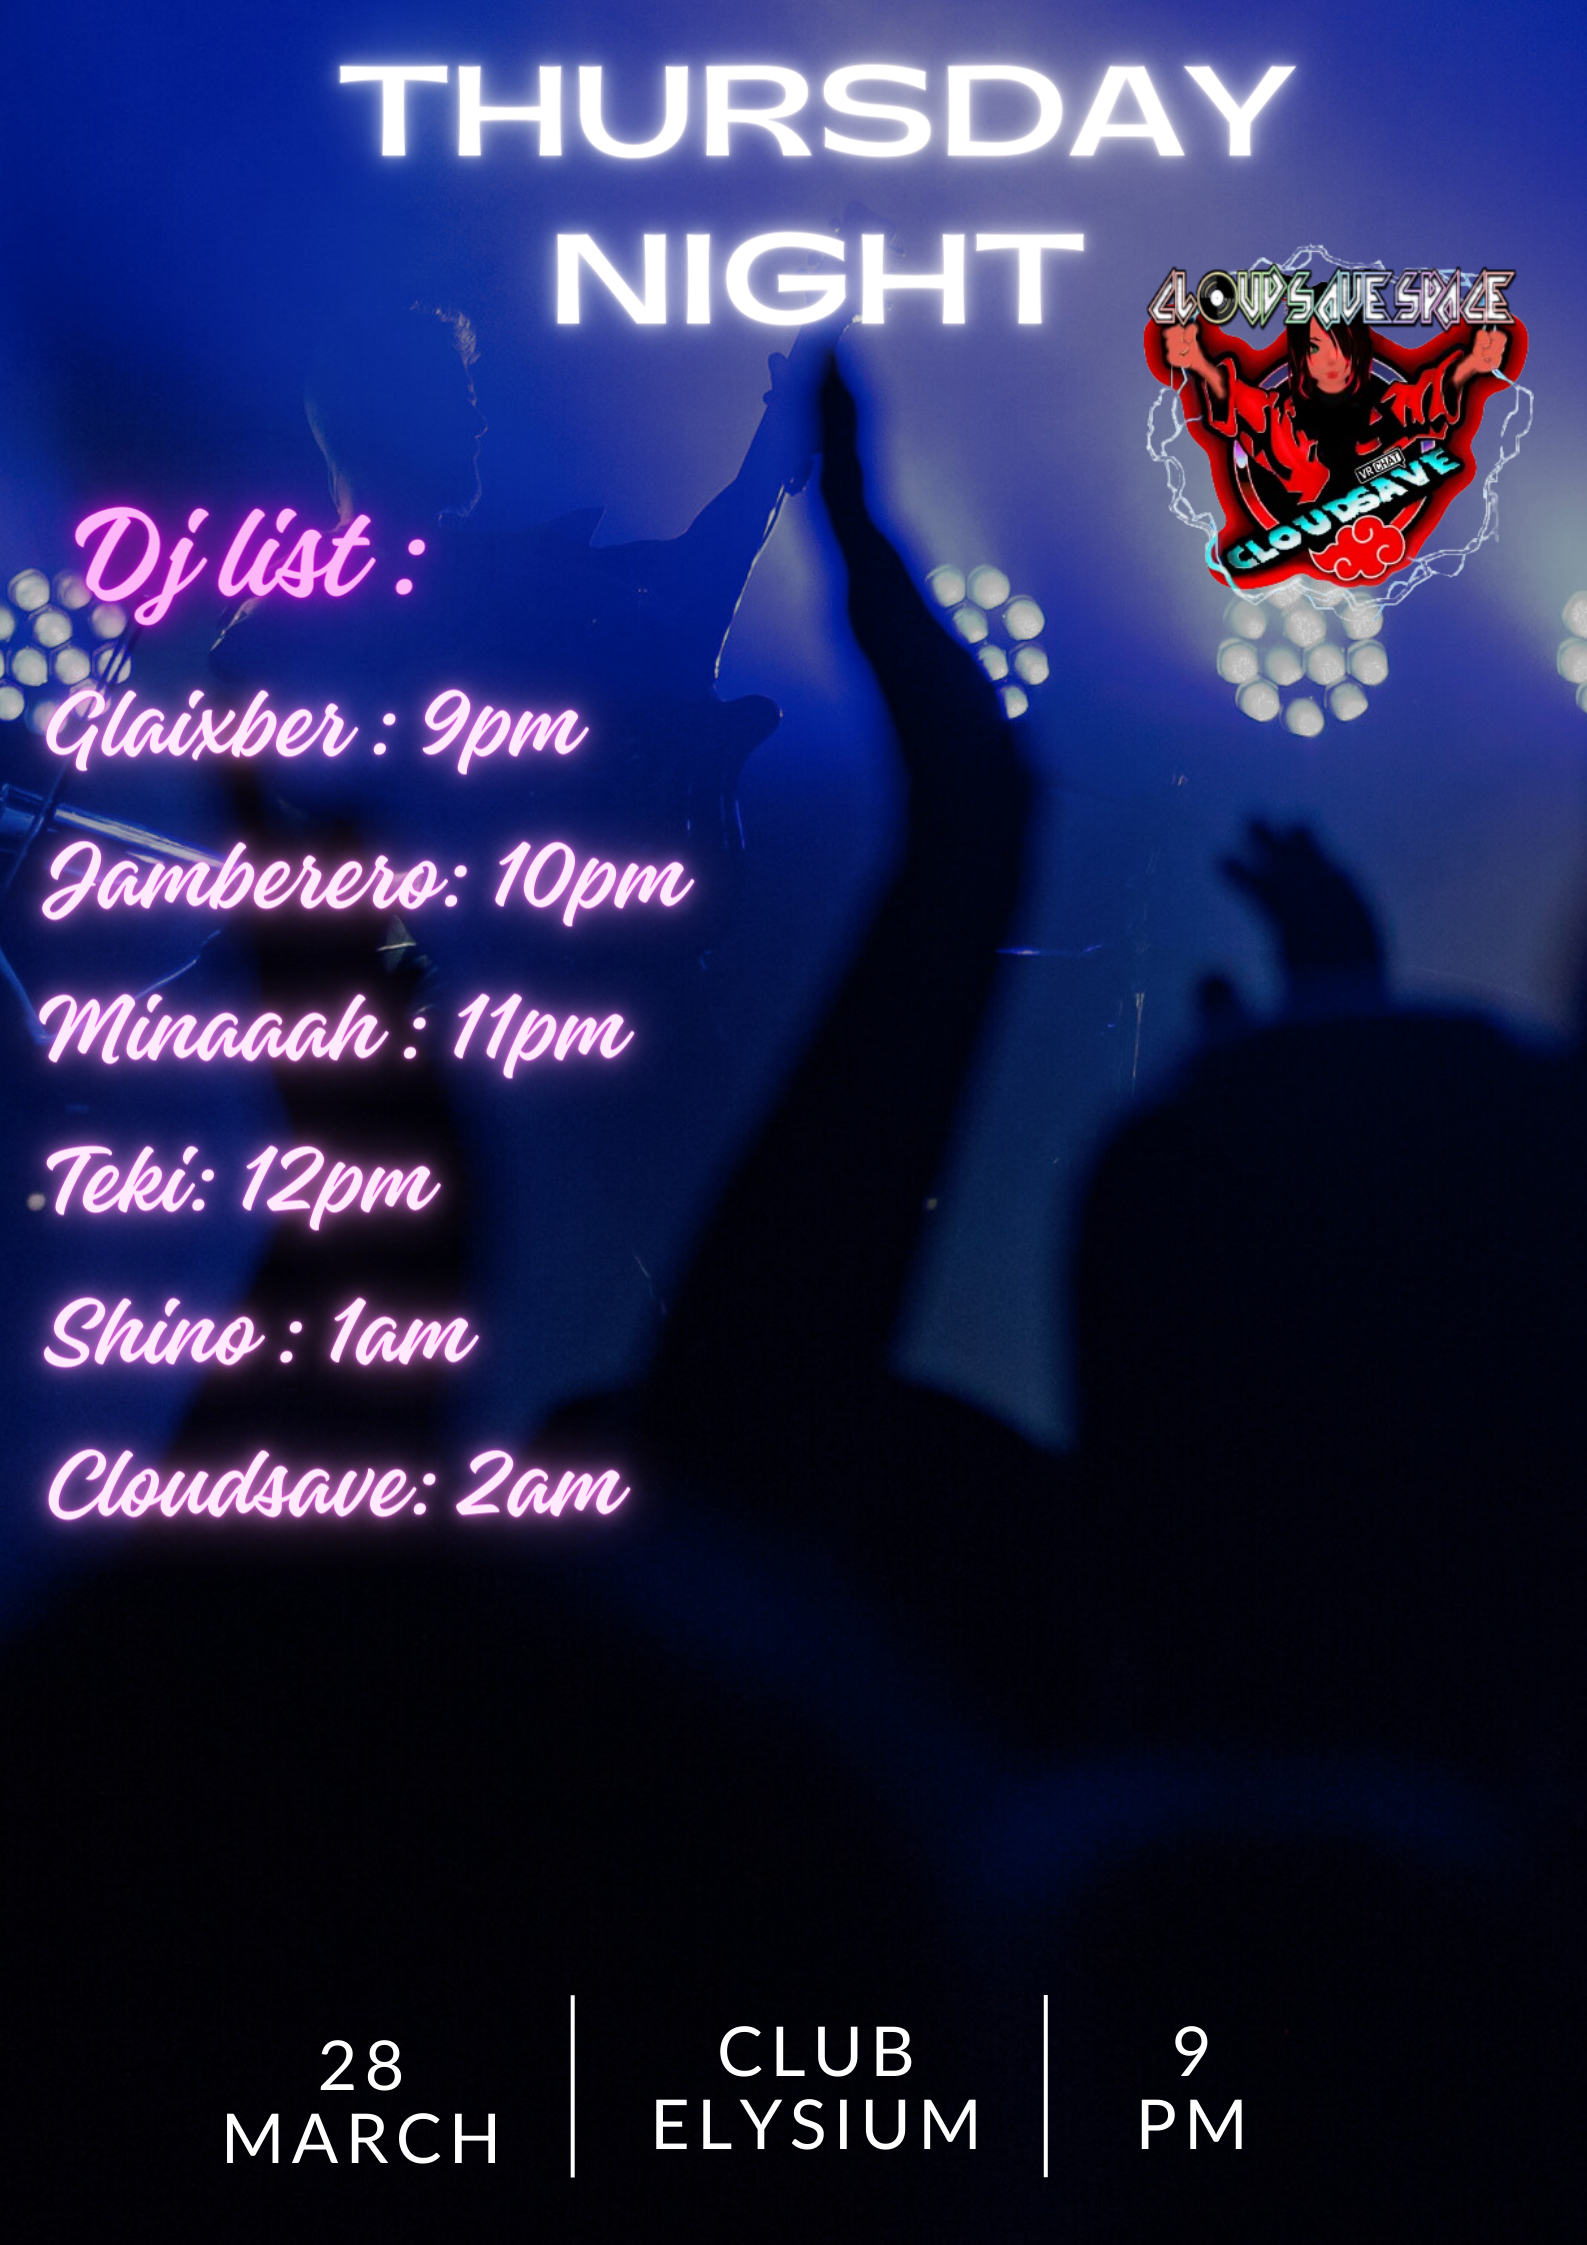 THURSDAY
NIGHT
CLOUDSAVE SPACE
VR CHAT
CLOUDSAVE
Dj list :
Glaixber : 9pm
Jamberero: 10pm
Minaaah : 11pm
Teki: 12pm
Shino : 1am
Cloudsave: 2am
28
MARCH
CLUB
ELYSIUM
9
PM